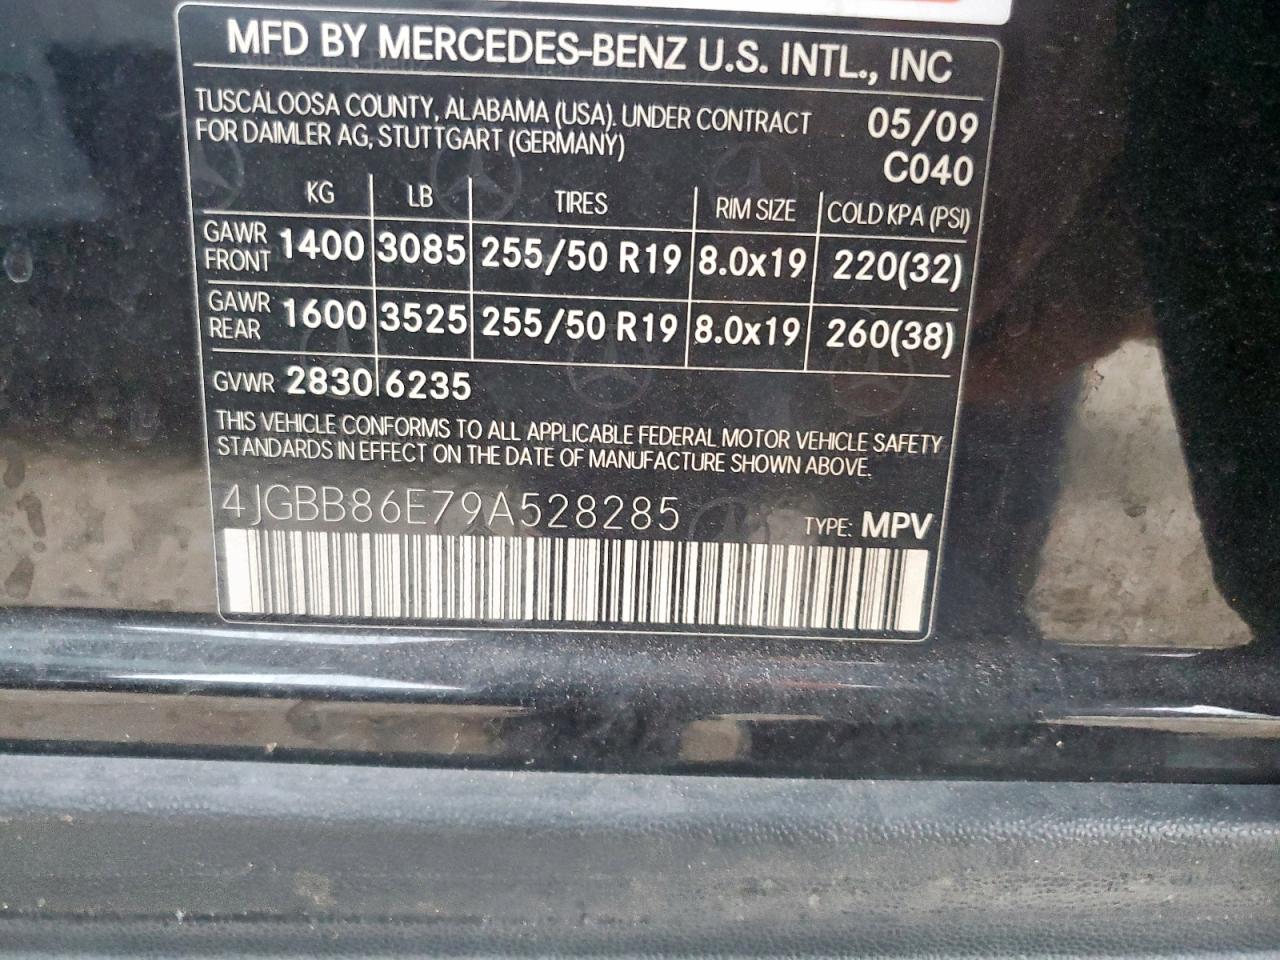 MFD BY MERCEDES-BENZ U.S. INTL., INC
TUSCALOOSA COUNTY, ALABAMA (USA). UNDER CONTRACT 05/09
FOR DAIMLER AG, STUTTGART (GERMANY) C040
KG LB TIRES RIM SIZE COLD KPA (PSI)
GAWR FRONT 1400 3085 255/50 R19 8.0x19 220(32)
GAWR REAR 1600 3525 255/50 R19 8.0x19 260(38)
GVWR 2830 6235
THIS VEHICLE CONFORMS TO ALL APPLICABLE FEDERAL MOTOR VEHICLE SAFETY
STANDARDS IN EFFECT ON THE DATE OF MANUFACTURE SHOWN ABOVE.
4JGBB86E79A528285 TYPE: MPV